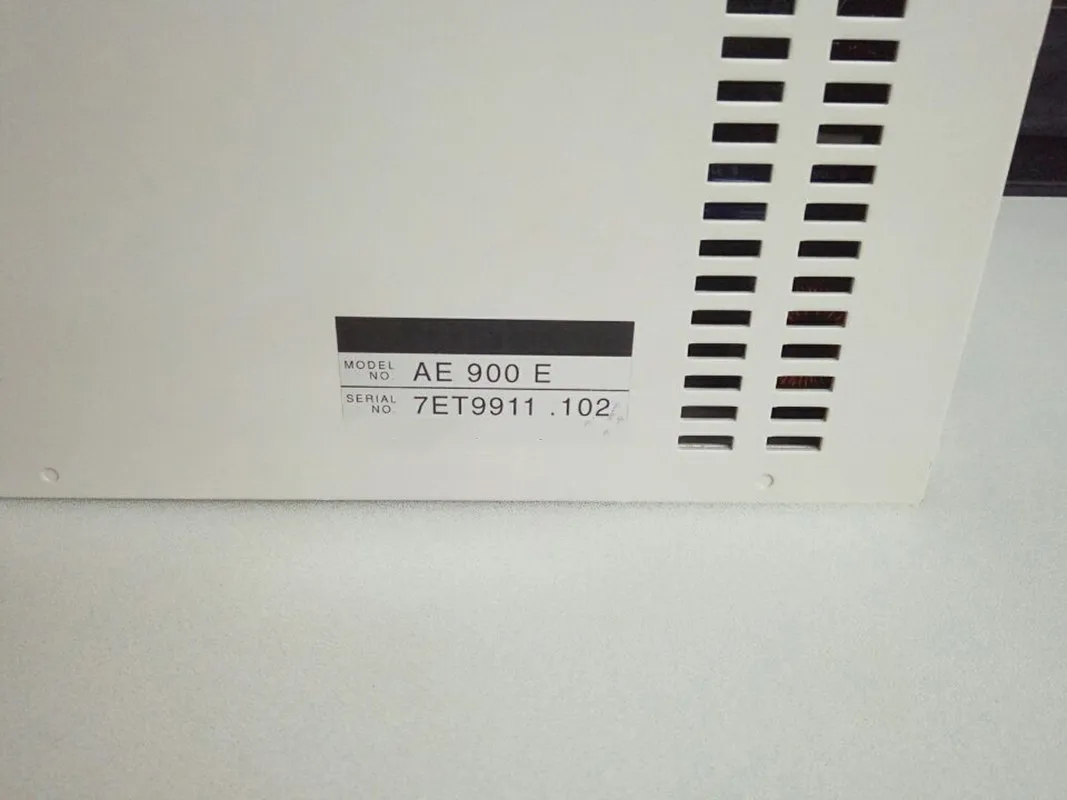 MODEL NO. AE 900 E
SERIAL NO. 7ET9911 .102